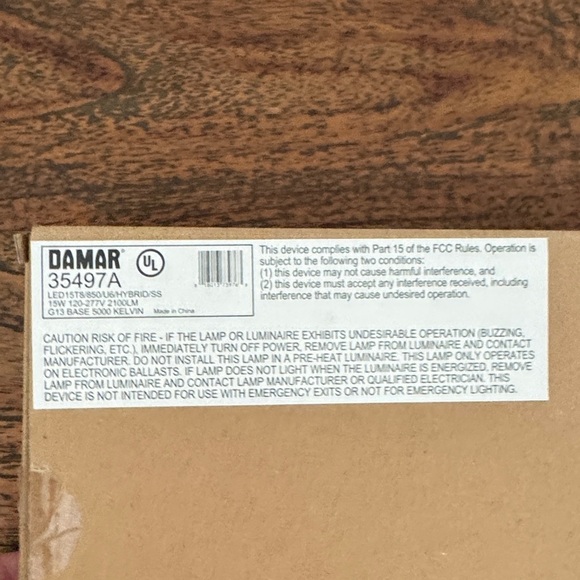 DAMAR
UL
35497A
LED15T8/850/U6/HYBRID/SS
15W 120-277V 2100LM
G13 BASE 5000 KELVIN Made in China
This device complies with Part 15 of the FCC Rules. Operation is
subject to the following two conditions:
(1) this device may not cause harmful interference, and
(2) this device must accept any interference received, including
interference that may cause undesired operation.
CAUTION RISK OF FIRE - IF THE LAMP OR LUMINAIRE EXHIBITS UNDESIRABLE OPERATION (BUZZING,
FLICKERING, ETC.), IMMEDIATELY TURN OFF POWER, REMOVE LAMP FROM LUMINAIRE AND CONTACT
MANUFACTURER. DO NOT INSTALL THIS LAMP IN A PRE-HEAT LUMINAIRE. THIS LAMP ONLY OPERATES
ON ELECTRONIC BALLASTS. IF LAMP DOES NOT LIGHT WHEN THE LUMINAIRE IS ENERGIZED, REMOVE
LAMP FROM LUMINAIRE AND CONTACT LAMP MANUFACTURER OR QUALIFIED ELECTRICIAN. THIS
DEVICE IS NOT INTENDED FOR USE WITH EMERGENCY EXITS OR NOT FOR EMERGENCY LIGHTING.